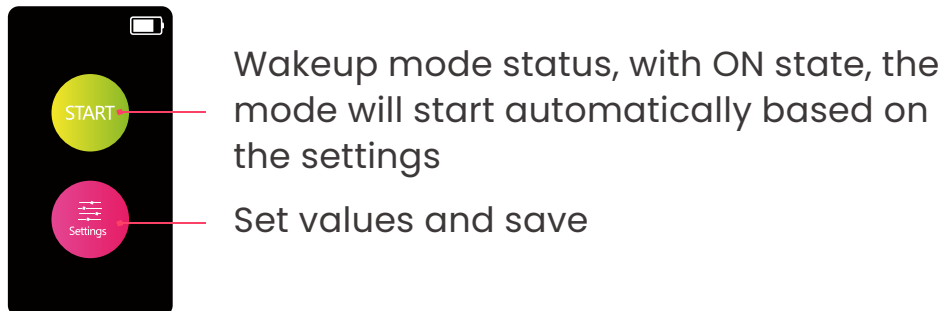 START
Wakeup mode status, with ON state, the
mode will start automatically based on
the settings
Settings
Set values and save